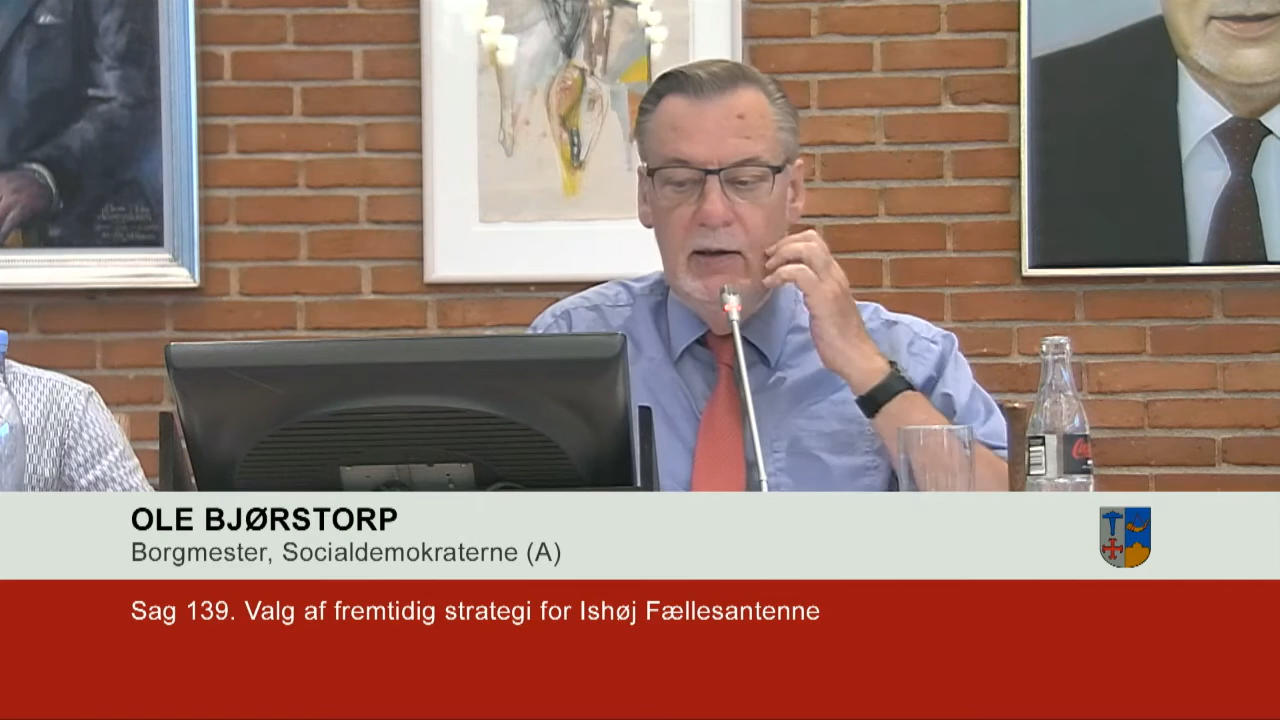 OLE BJØRSTORP
Borgmester, Socialdemokraterne (A)
Sag 139. Valg af fremtidig strategi for Ishøj Fællesantenne